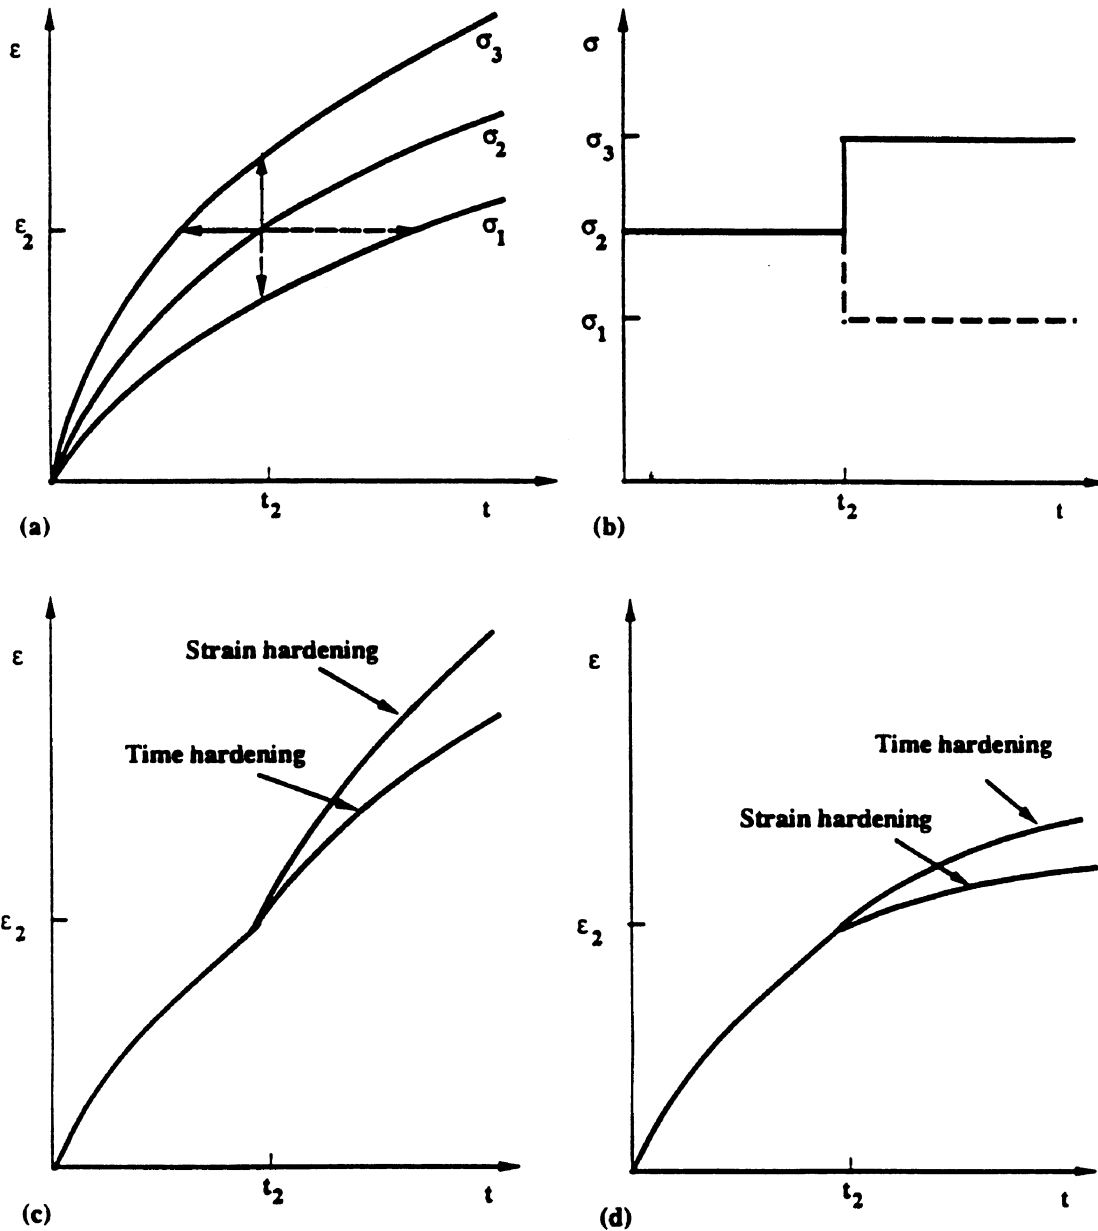 ε
σ₃
σ₂
ε₂
σ₁
t₂
t
(a)
σ
σ₃
σ₂
σ₁
t₂
t
(b)
ε
Strain hardening
Time hardening
ε₂
t₂
t
(c)
ε
Time hardening
Strain hardening
ε₂
t₂
t
(d)